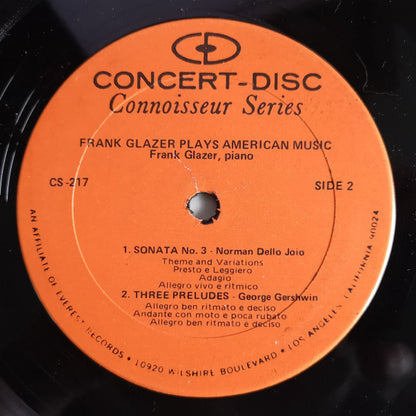 CD
CONCERT-DISC
Connoisseur Series
FRANK GLAZER PLAYS AMERICAN MUSIC
Frank Glazer, piano
CS-217
SIDE 2
1. SONATA No. 3 - Norman Dello Joio
Theme and Variations
Presto e Leggiero
Adagio
Allegro vivo e ritmico
2. THREE PRELUDES - George Gershwin
Allegro ben ritmato e deciso
Andante con moto e poca rubato
Allegro ben ritmato e deciso
AN AFFILIATE OF EVEREST RECORDS • 10920 WILSHIRE BOULEVARD • LOS ANGELES, CALIFORNIA 90024